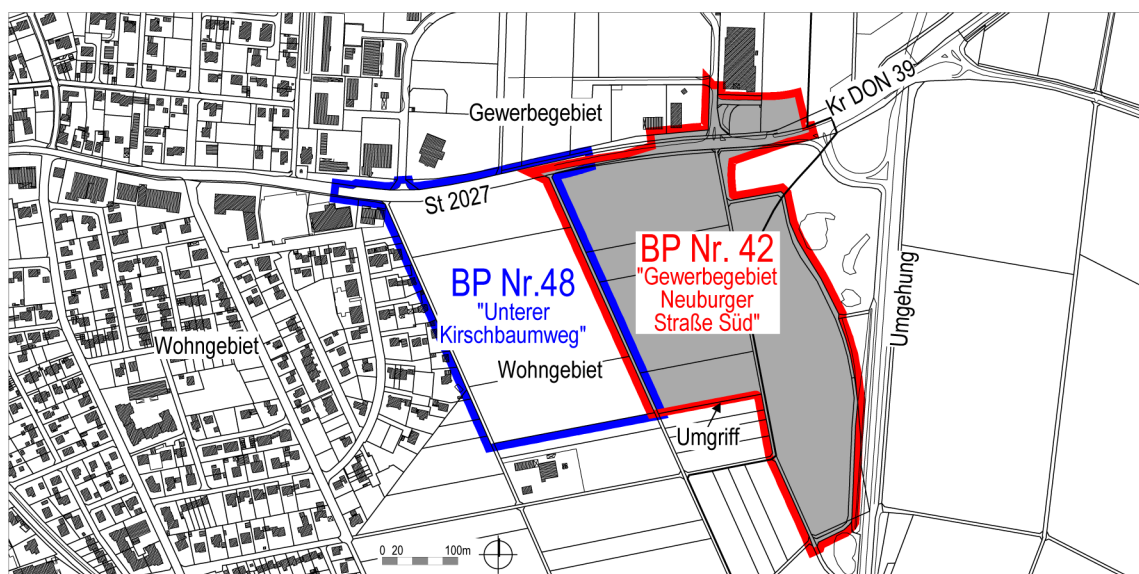 Gewerbegebiet
Kr DON 39
St 2027
BP Nr.48
"Unterer
Kirschbaumweg"
BP Nr. 42
"Gewerbegebiet
Neuburger
Straße Süd"
Umgehung
Wohngebiet
Wohngebiet
Umgriff
0 20 100m